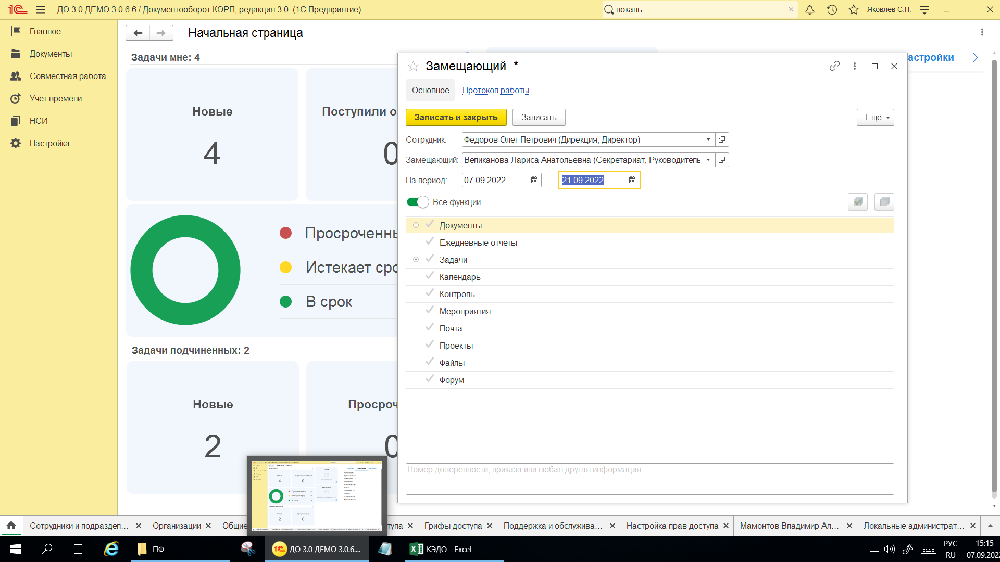 ДО 3.0 ДЕМО 3.0.6.6 / Документооборот КОРП, редакция 3.0 (1С:Предприятие)
локаль
Яковлев С.П.
Главное
Документы
Совместная работа
Учет времени
НСИ
Настройка
Начальная страница
Задачи мне: 4
астройки
Новые
4
Поступили о
0
Просроченны
Истекает сро
В срок
Задачи подчиненных: 2
Новые
2
Просроч
0
Замещающий *
Основное
Протокол работы
Записать и закрыть
Записать
Еще
Сотрудник: Федоров Олег Петрович (Дирекция, Директор)
Замещающий: Великанова Лариса Анатольевна (Секретариат, Руководитель
На период: 07.09.2022 – 21.09.2022
Все функции
Документы
Ежедневные отчеты
Задачи
Календарь
Контроль
Мероприятия
Почта
Проекты
Файлы
Форум
Номер доверенности, приказа или любая другая информация
Сотрудники и подраздел...
Организации
Общие
тупа
Грифы доступа
Поддержка и обслужива...
Настройка прав доступа
Мамонтов Владимир Ал...
Локальные администрат...
ПФ
ДО 3.0 ДЕМО 3.0.6....
КЭДО - Excel
РУС
RU
15:15
07.09.202